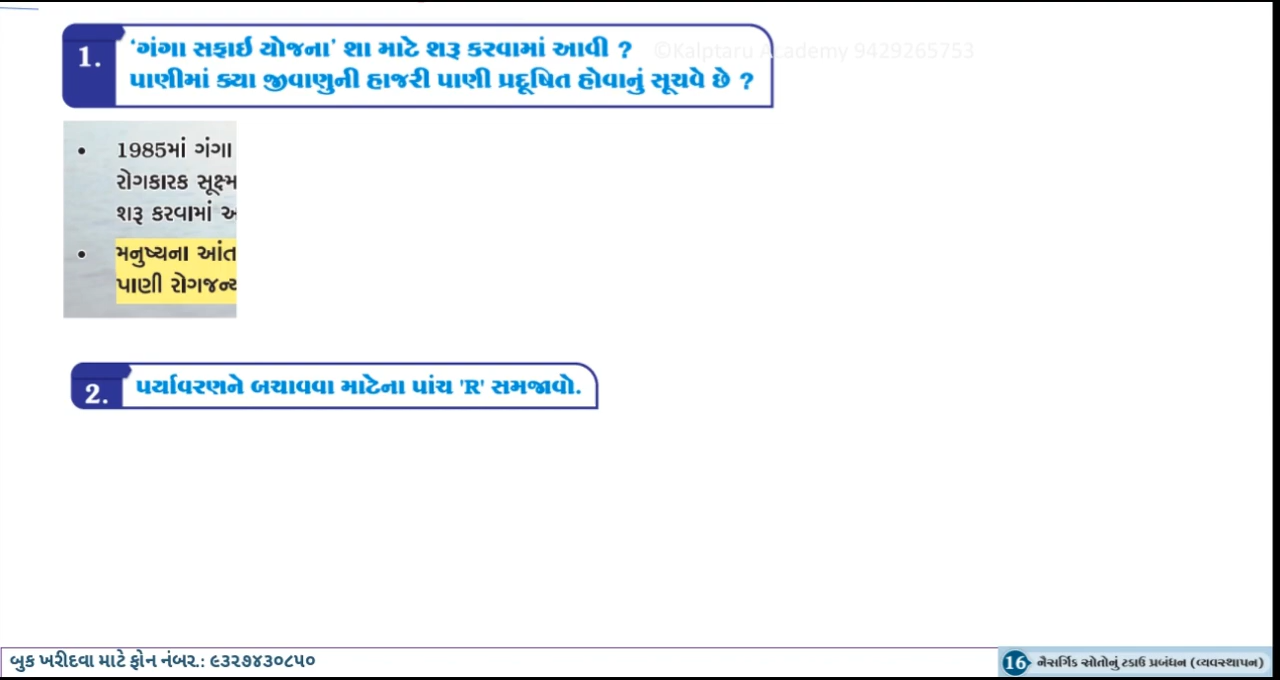 1.
‘ગંગા સફાઇ યોજના’ શા માટે શરૂ કરવામાં આવી ?
©Kalptaru Academy 9429265753
પાણીમાં ક્યા જીવાણુની હાજરી પાણી પ્રદૂષિત હોવાનું સૂચવે છે ?
• 1985માં ગંગા
રોગકારક સૂક્ષ્મ
શરૂ કરવામાં
• મનુષ્યના આંત
પાણી રોગજન્ય
2.
પર્યાવરણને બચાવવા માટેના પાંચ 'R' સમજાવો.
બુક ખરીદવા માટે ફોન નંબર.: ૯૩૨૭૪૩૦૮૫૦
16 નૈસર્ગિક સ્રોતોનું ટકાઉ પ્રબંધન (વ્યવસ્થાપન)